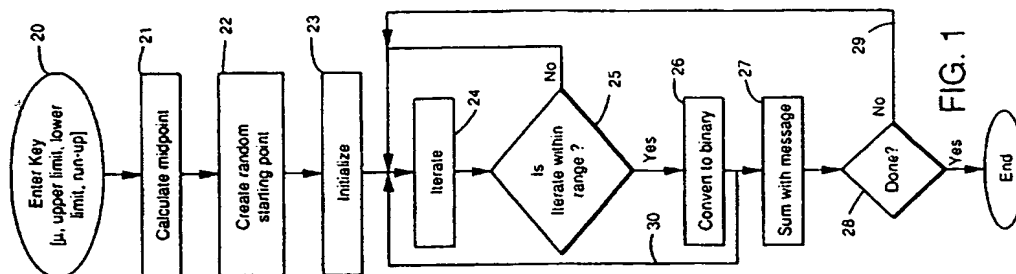 20
Enter Key
[μ, upper limit, lower
limit, run-up]
21
Calculate midpoint
22
Create random
starting point
23
Initialize
24
Iterate
25
Is
Iterate within
range ?
No
Yes
26
Convert to binary
30
27
Sum with message
28
Done?
No
29
Yes
End
FIG. 1